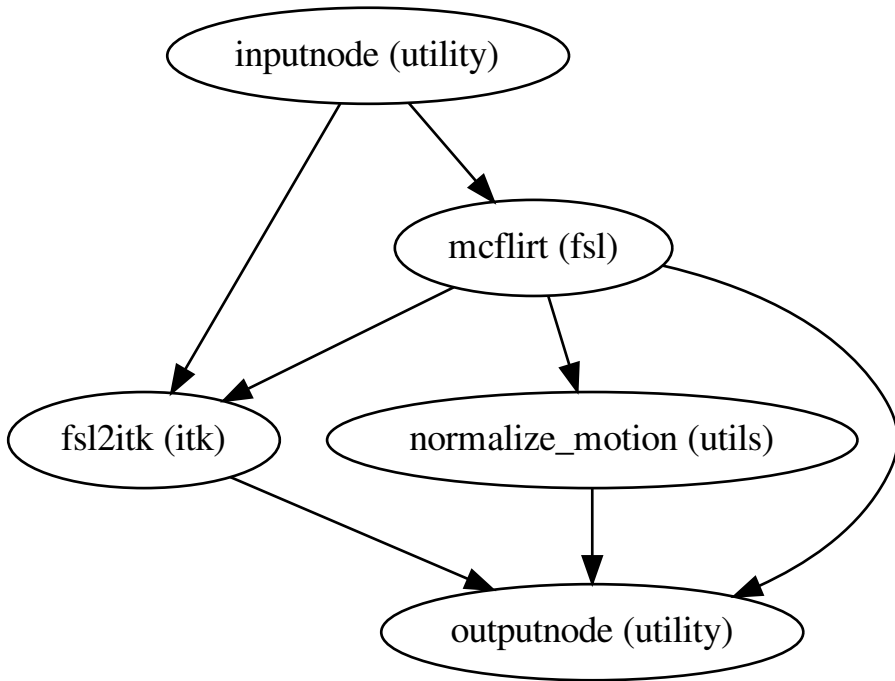 inputnode (utility)
mcflirt (fsl)
fsl2itk (itk)
normalize_motion (utils)
outputnode (utility)